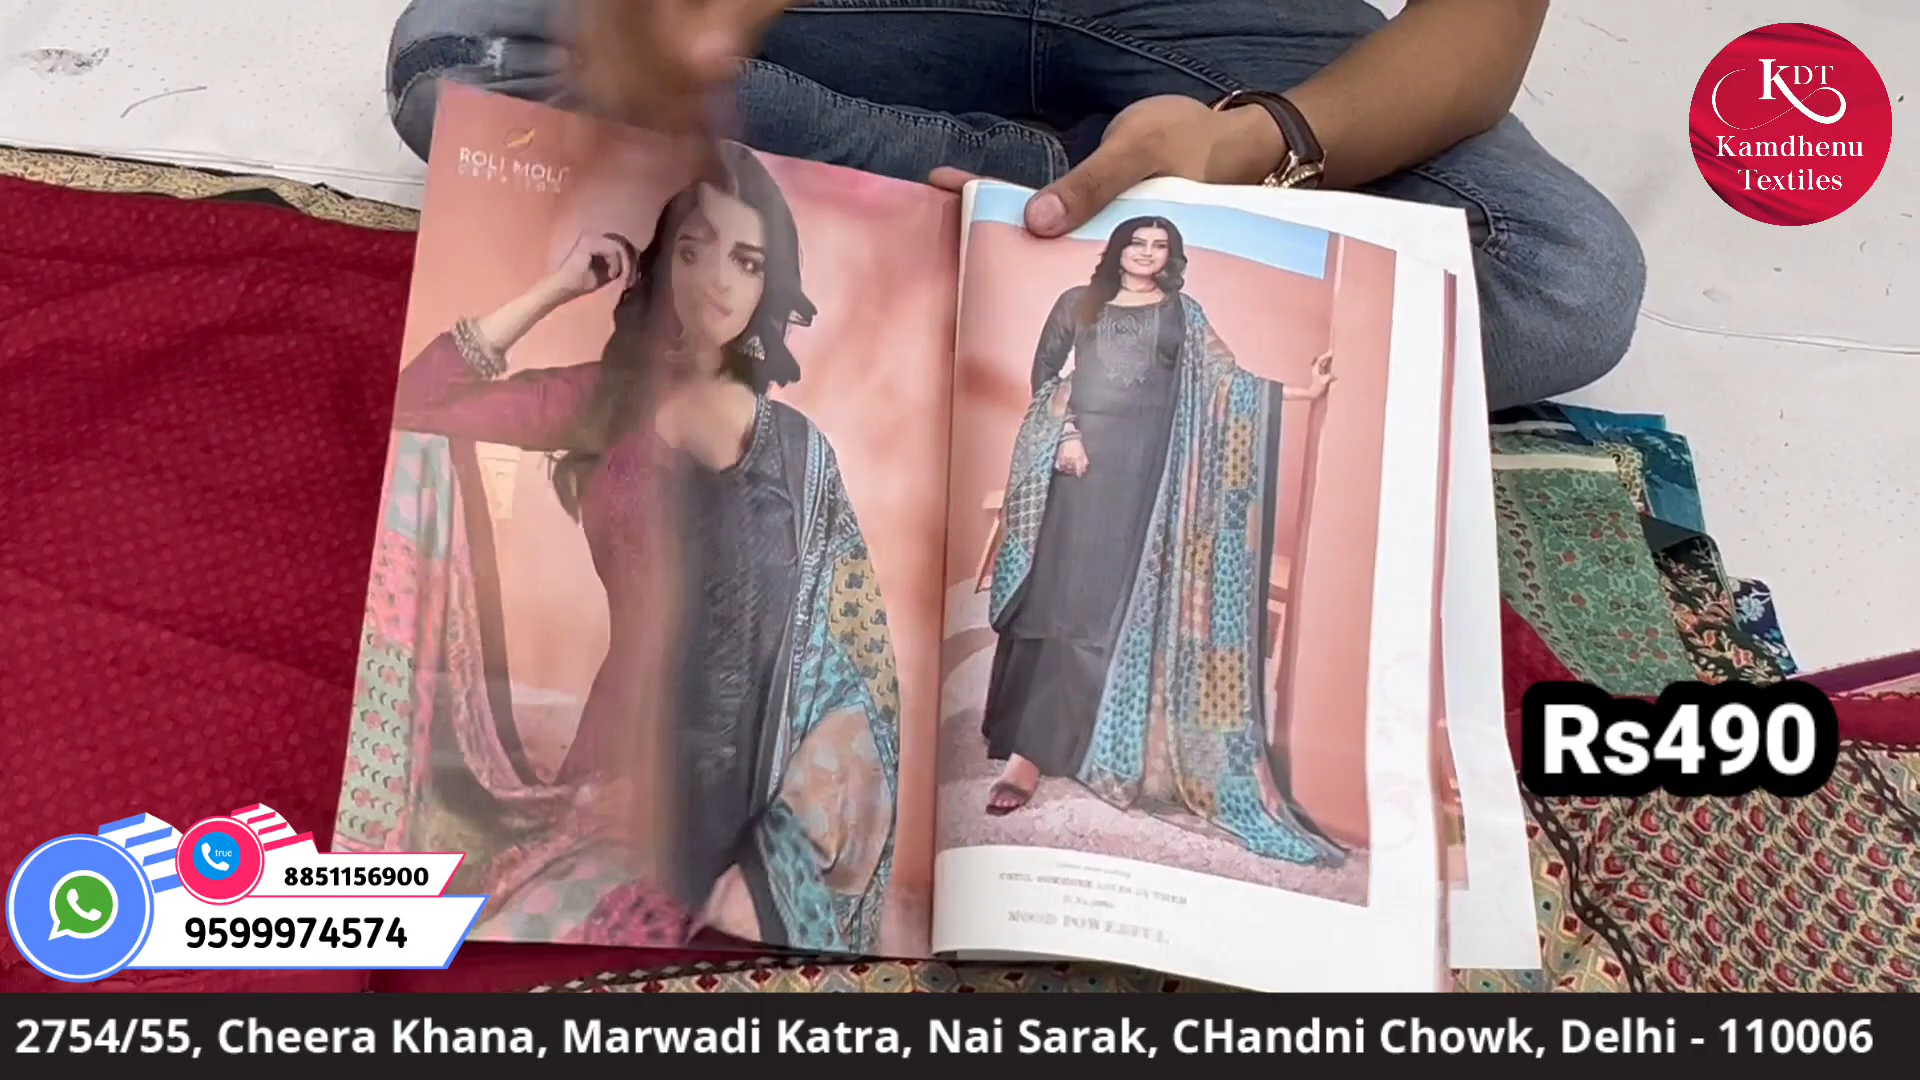 KDT
Kamdhenu
Textiles
ROLI MOLI
Rs490
true
8851156900
9599974574
2754/55, Cheera Khana, Marwadi Katra, Nai Sarak, CHandni Chowk, Delhi - 110006